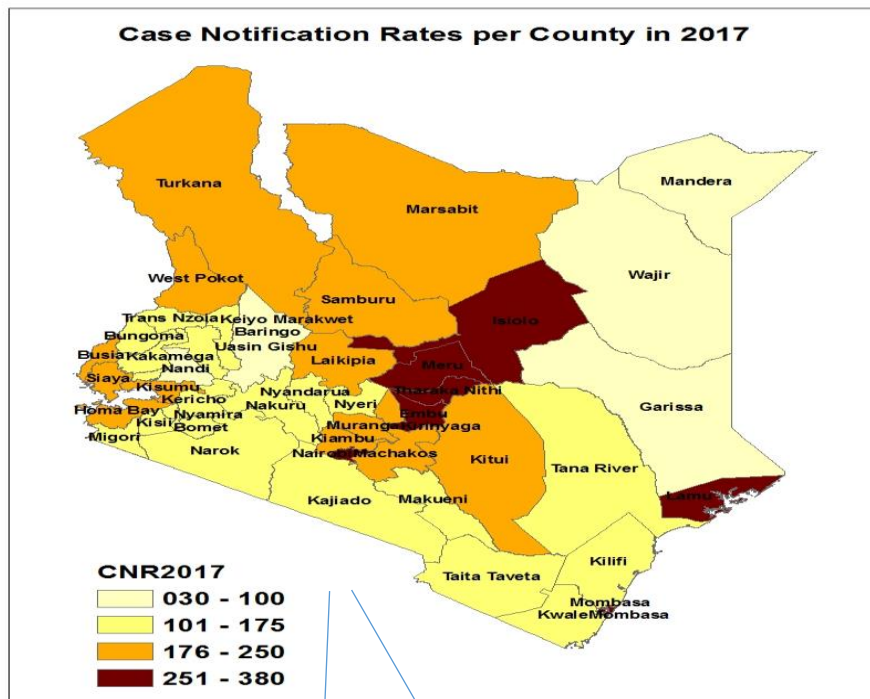 Case Notification Rates per County in 2017
Mandera
Turkana
Marsabit
Wajir
West Pokot
Samburu
Isiolo
Trans Nzoia
Keiyo Marakwet
Baringo
Bungoma
Uasin Gishu
Busia
Kakamega
Laikipia
Meru
Nandi
Siaya
Kisumu
Tharaka Nithi
Kericho
Nyandarua
Garissa
Homa Bay
Nyamira
Nakuru
Nyeri
Embu
Kisii
Bomet
Muranga
Kirinyaga
Migori
Kiambu
Narok
Nairobi
Machakos
Kitui
Tana River
Kajiado
Makueni
Lamu
Kilifi
Taita Taveta
Mombasa
Kwale
Mombasa
CNR2017
030 - 100
101 - 175
176 - 250
251 - 380